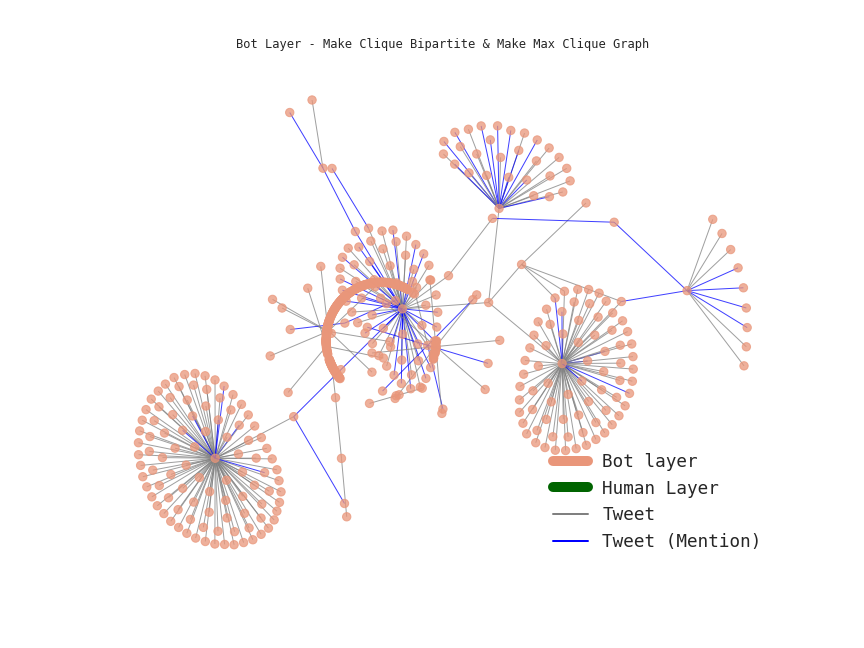 Bot Layer - Make Clique Bipartite & Make Max Clique Graph
Bot layer
Human Layer
Tweet
Tweet (Mention)